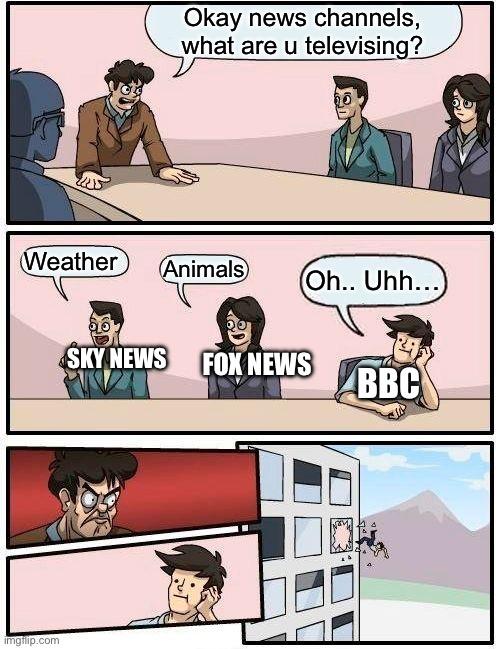 Okay news channels,
what are u televising?
Weather
Animals
Oh.. Uhh...
SKY NEWS
FOX NEWS
BBC
imgflip.com